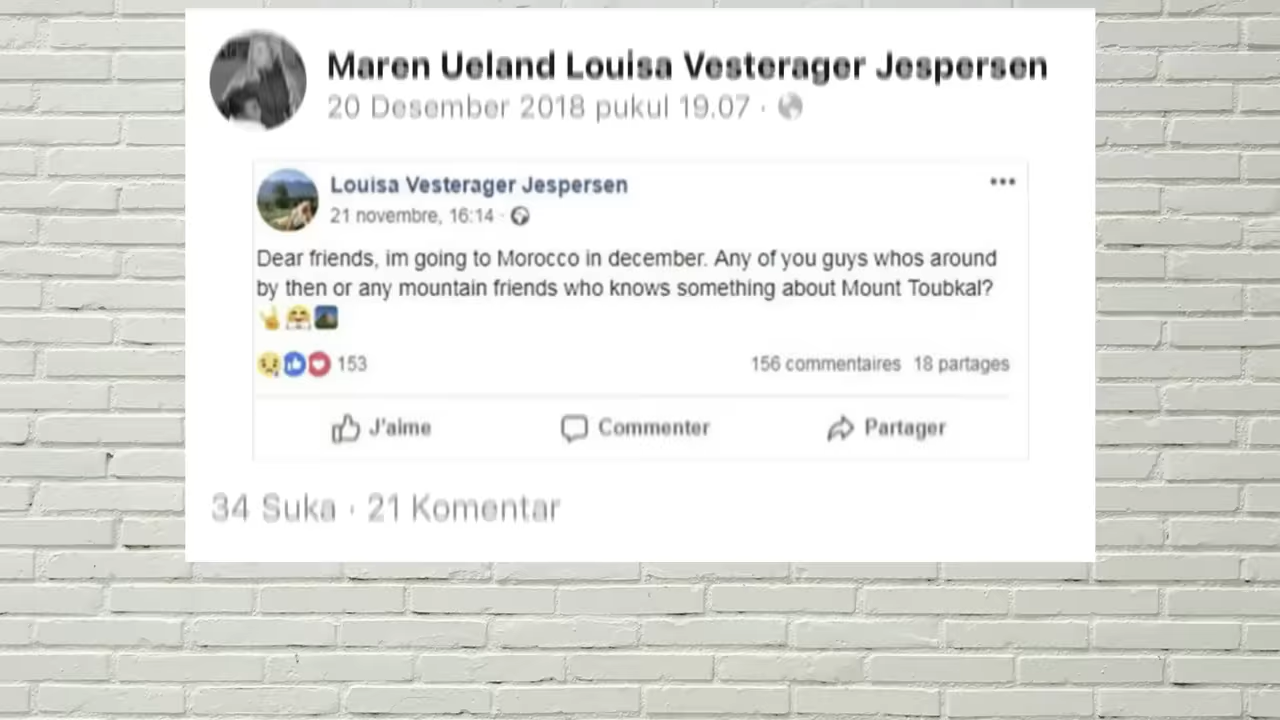 Maren Ueland Louisa Vesterager Jespersen
20 Desember 2018 pukul 19.07 ·
Louisa Vesterager Jespersen
21 novembre, 16:14 ·
Dear friends, im going to Morocco in december. Any of you guys whos around
by then or any mountain friends who knows something about Mount Toubkal?
153
156 commentaires 18 partages
J'aime Commenter Partager
34 Suka · 21 Komentar